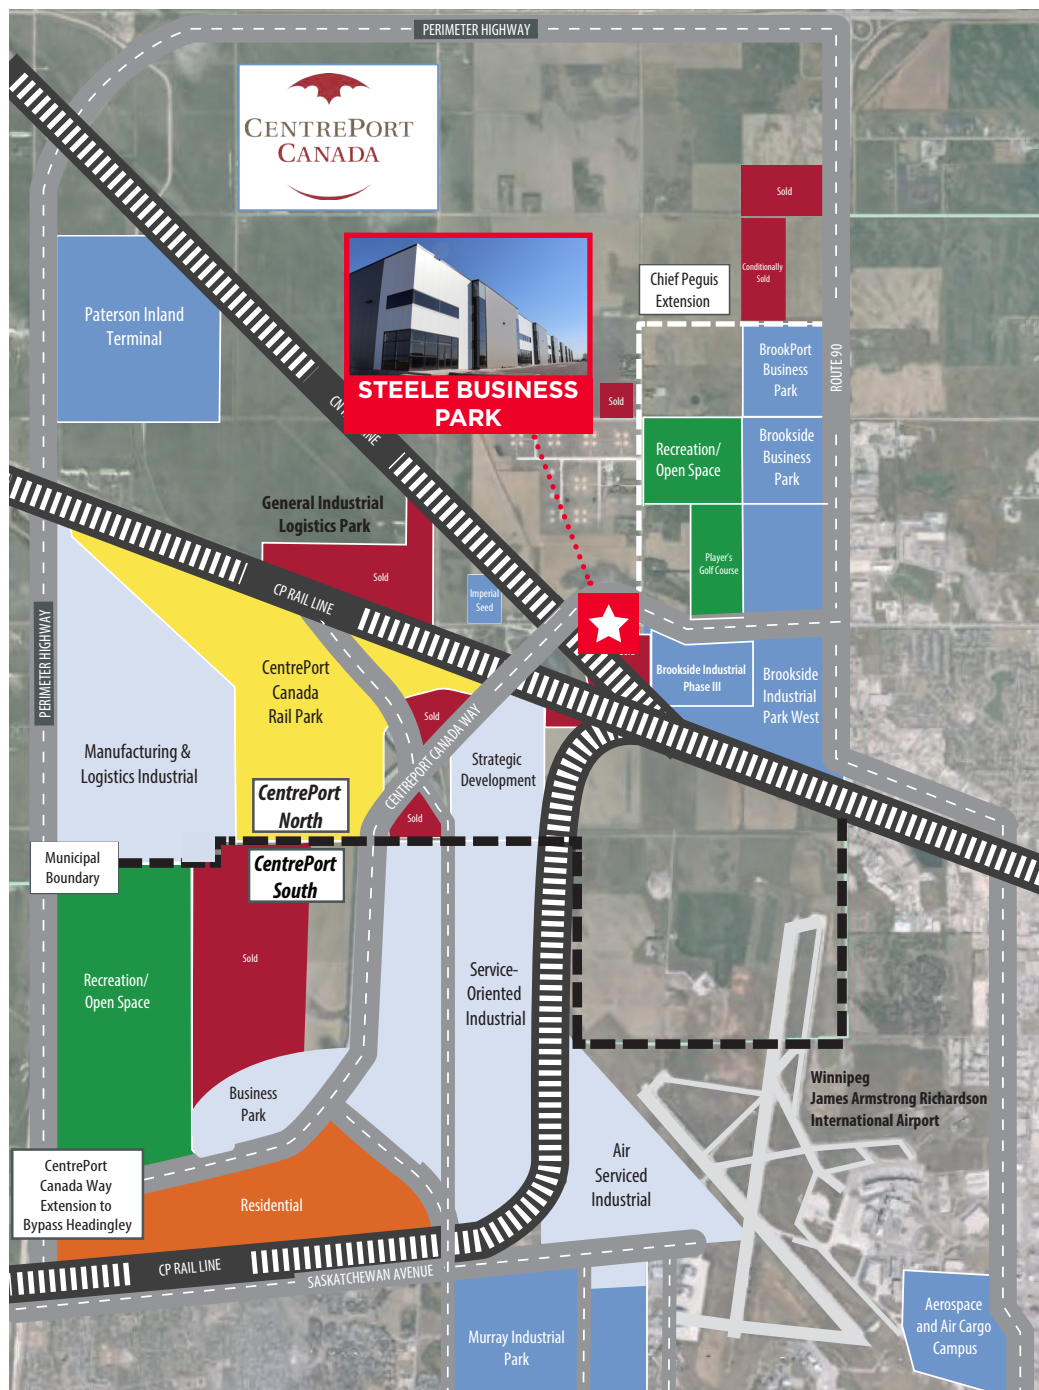 PERIMETER HIGHWAY
CENTREPORT
CANADA
Sold
Conditionally
Sold
Chief Peguis
Extension
Paterson Inland
Terminal
BrookPort
Business
Park
ROUTE 90
STEELE BUSINESS
PARK
Sold
CN
LINE
Brookside
Business
Park
Recreation/
Open Space
General Industrial
Logistics Park
Sold
Player's
Golf Course
Imperial
Seed
CP RAIL LINE
PERIMETER HIGHWAY
CentrePort
Canada
Rail Park
Brookside Industrial
Phase III
Brookside
Industrial
Park West
Sold
CENTREPORT CANADA WAY
Manufacturing &
Logistics Industrial
Strategic
Development
CentrePort
North
Sold
Municipal
Boundary
CentrePort
South
Sold
Recreation/
Open Space
Service-
Oriented
Industrial
Business
Park
Winnipeg
James Armstrong Richardson
International Airport
Air
Serviced
Industrial
CentrePort
Canada Way
Extension to
Bypass Headingley
Residential
CP RAIL LINE
SASKATCHEWAN AVENUE
Aerospace
and Air Cargo
Campus
Murray Industrial
Park